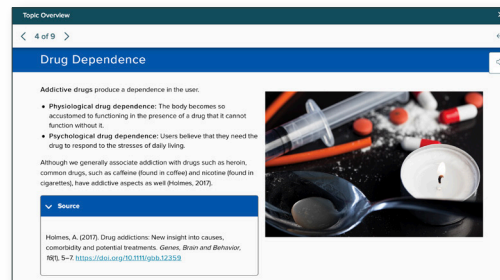 Topic Overview
4 of 9
Drug Dependence
Addictive drugs produce a dependence in the user.
• Physiological drug dependence: The body becomes so
accustomed to functioning in the presence of a drug that it cannot
function without it.
• Psychological drug dependence: Users believe that they need the
drug to respond to the stresses of daily living.
Although we generally associate addiction with drugs such as heroin,
common drugs, such as caffeine (found in coffee) and nicotine (found in
cigarettes), have addictive aspects as well (Holmes, 2017).
Source
Holmes, A. (2017). Drug addictions: New insight into causes,
comorbidity and potential treatments. Genes, Brain and Behavior,
16(1), 5–7. https://doi.org/10.1111/gbb.12359